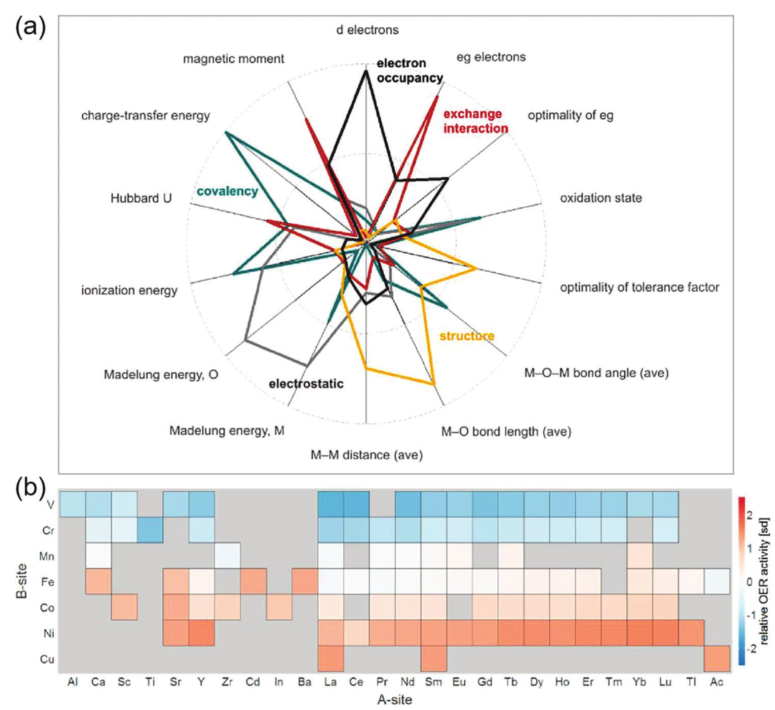 (a)
d electrons
magnetic moment
eg electrons
electron
occupancy
charge-transfer energy
exchange
interaction
optimality of eg
Hubbard U
covalency
oxidation state
ionization energy
optimality of tolerance factor
structure
Madelung energy, O
electrostatic
M–O–M bond angle (ave)
Madelung energy, M
M–O bond length (ave)
M–M distance (ave)
(b)
V
Cr
Mn
Fe
Co
Ni
Cu
B-site
Al Ca Sc Ti Sr Y Zr Cd In Ba La Ce Pr Nd Sm Eu Gd Tb Dy Ho Er Tm Yb Lu Tl Ac
A-site
2
1
0
-1
-2
relative OER activity [sd]